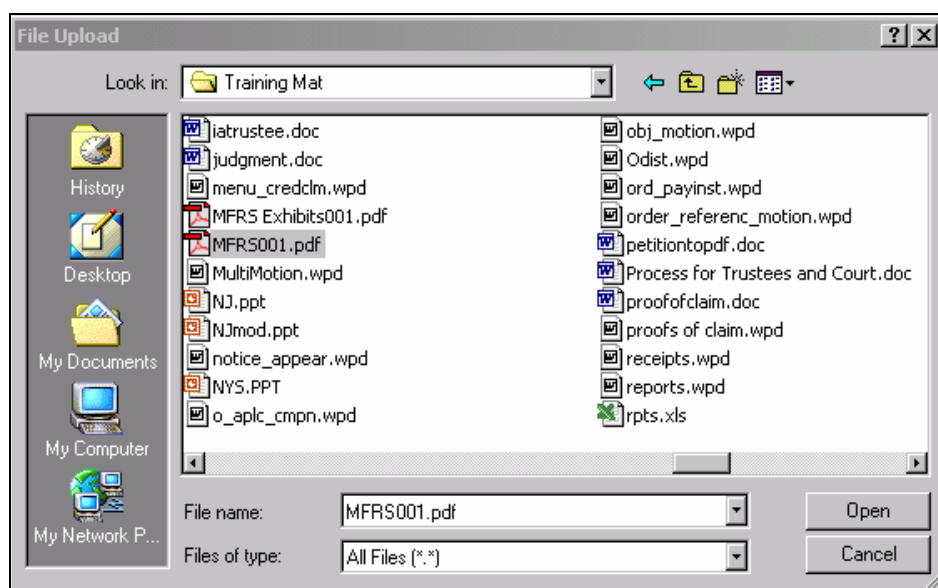 File Upload
Look in: Training Mat
History
Desktop
My Documents
My Computer
My Network P...
iatrustee.doc
judgment.doc
menu_credclm.wpd
MFRS Exhibits001.pdf
MFRS001.pdf
MultiMotion.wpd
NJ.ppt
NJmod.ppt
notice_appear.wpd
NYS.PPT
o_aplc_cmpn.wpd
obj_motion.wpd
Odist.wpd
ord_payinst.wpd
order_referenc_motion.wpd
petitiontopdf.doc
Process for Trustees and Court.doc
proofofclaim.doc
proofs of claim.wpd
receipts.wpd
reports.wpd
rpts.xls
File name: MFRS001.pdf Open
Files of type: All Files (*.*) Cancel